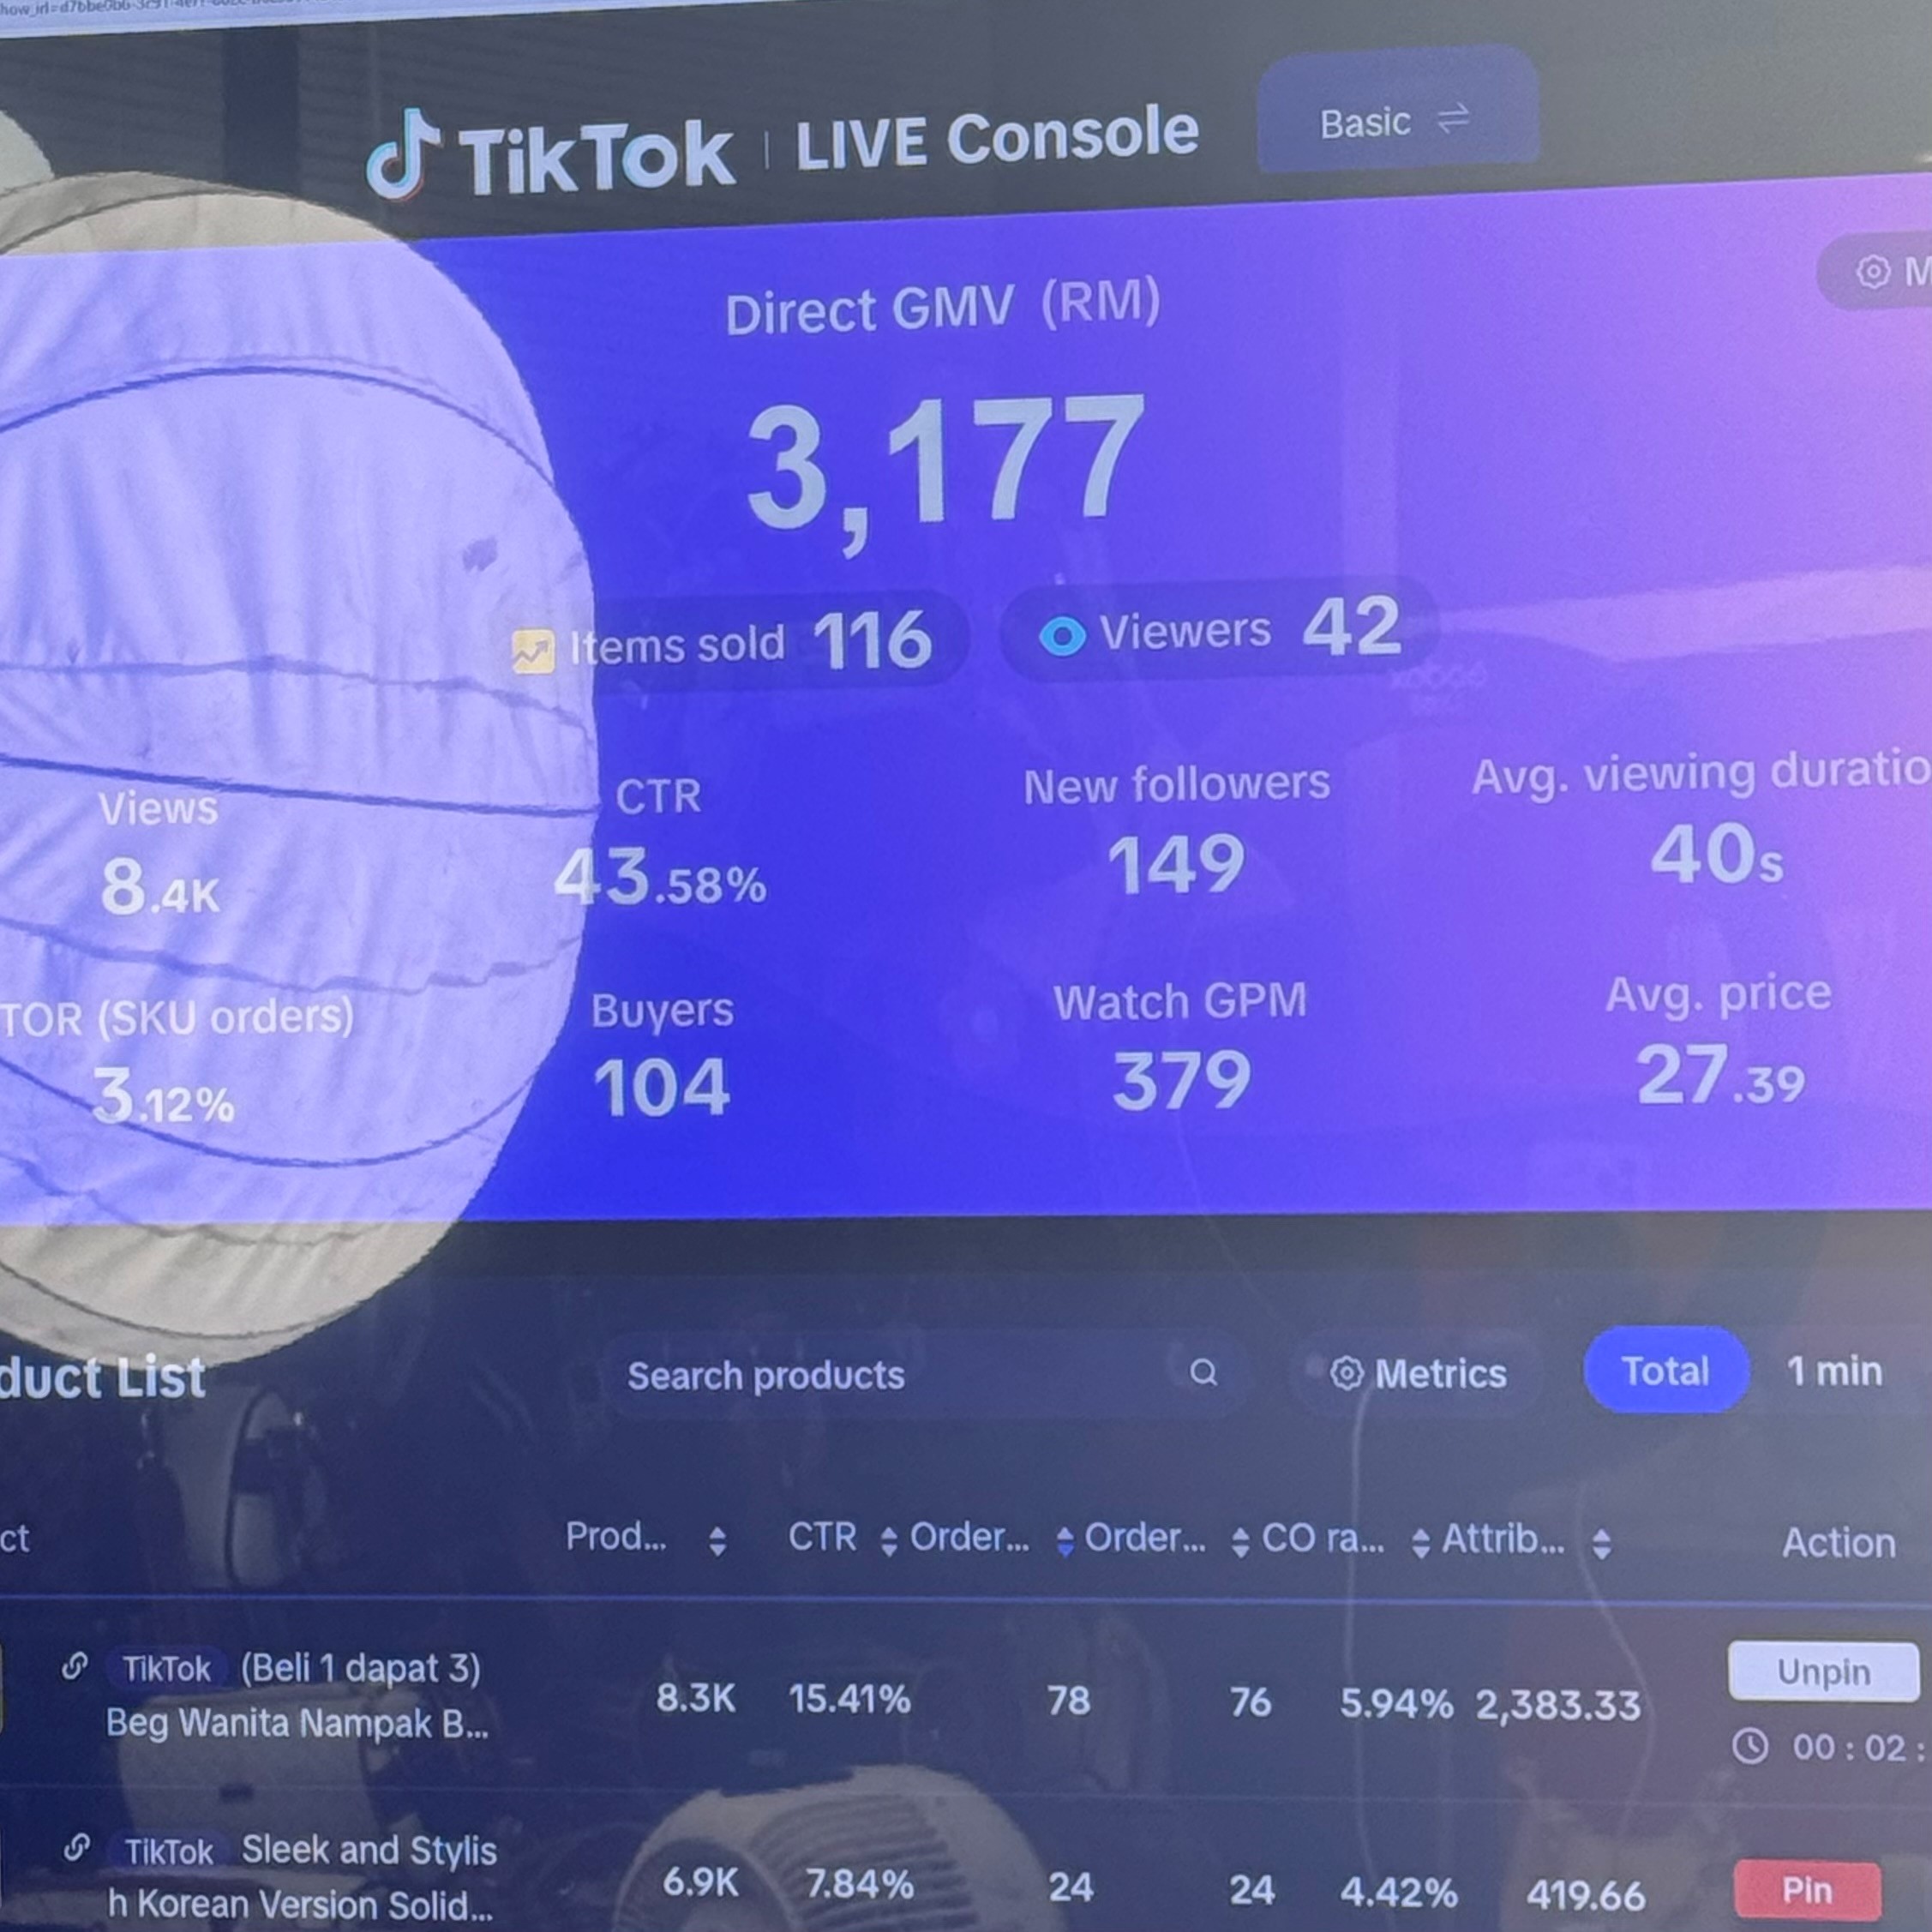 TikTok | LIVE Console
Basic
Direct GMV (RM)
3,177
Items sold 116
Viewers 42
Views
8.4K
CTR
43.58%
New followers
149
Avg. viewing duratio
40s
TOR (SKU orders)
3.12%
Buyers
104
Watch GPM
379
Avg. price
27.39
duct List
Search products
Metrics
Total
1 min
ct
Prod...
CTR
Order...
Order...
CO ra...
Attrib...
Action
TikTok (Beli 1 dapat 3)
Beg Wanita Nampak B...
8.3K
15.41%
78
76
5.94%
2,383.33
Unpin
00 : 02 :
TikTok Sleek and Stylis
h Korean Version Solid...
6.9K
7.84%
24
24
4.42%
419.66
Pin